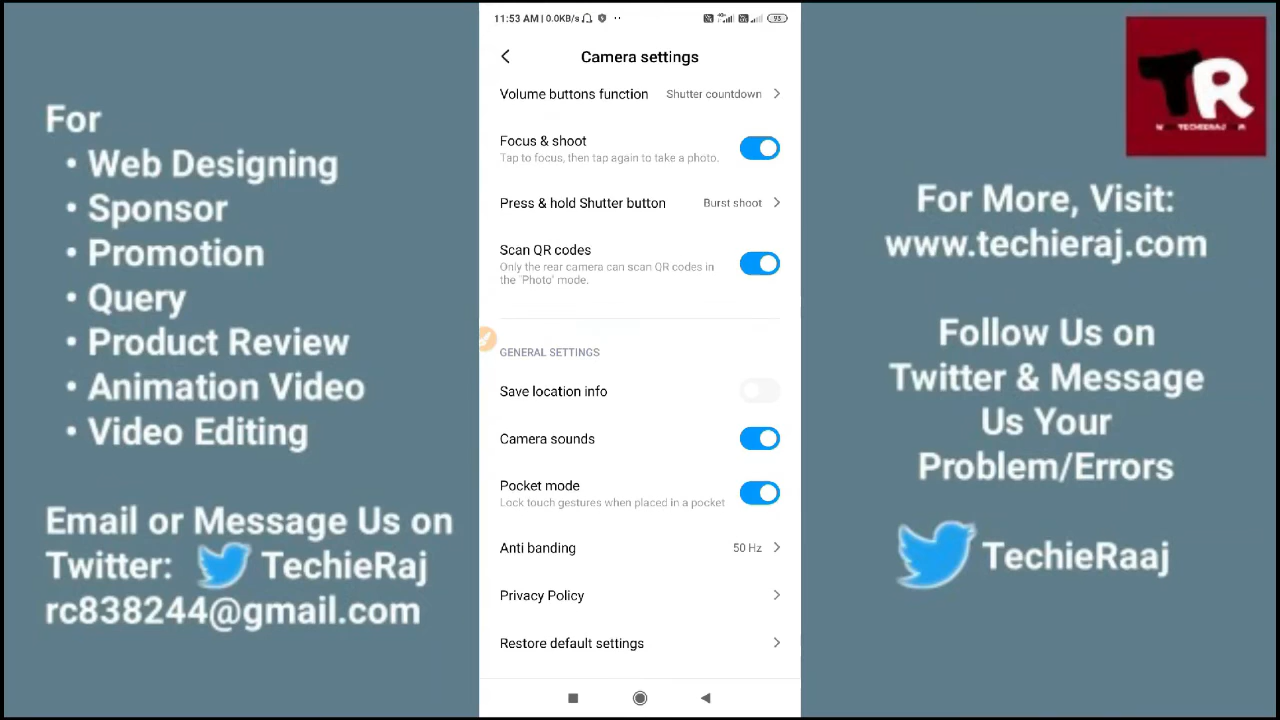 For
• Web Designing
• Sponsor
• Promotion
• Query
• Product Review
• Animation Video
• Video Editing
Email or Message Us on
Twitter: TechieRaj
rc838244@gmail.com
11:53 AM | 0.0KB/s
93
Camera settings
Volume buttons function Shutter countdown
Focus & shoot
Tap to focus, then tap again to take a photo.
Press & hold Shutter button Burst shoot
Scan QR codes
Only the rear camera can scan QR codes in
the 'Photo' mode.
GENERAL SETTINGS
Save location info
Camera sounds
Pocket mode
Lock touch gestures when placed in a pocket
Anti banding 50 Hz
Privacy Policy
Restore default settings
TR
For More, Visit:
www.techieraj.com
Follow Us on
Twitter & Message
Us Your
Problem/Errors
TechieRaaj